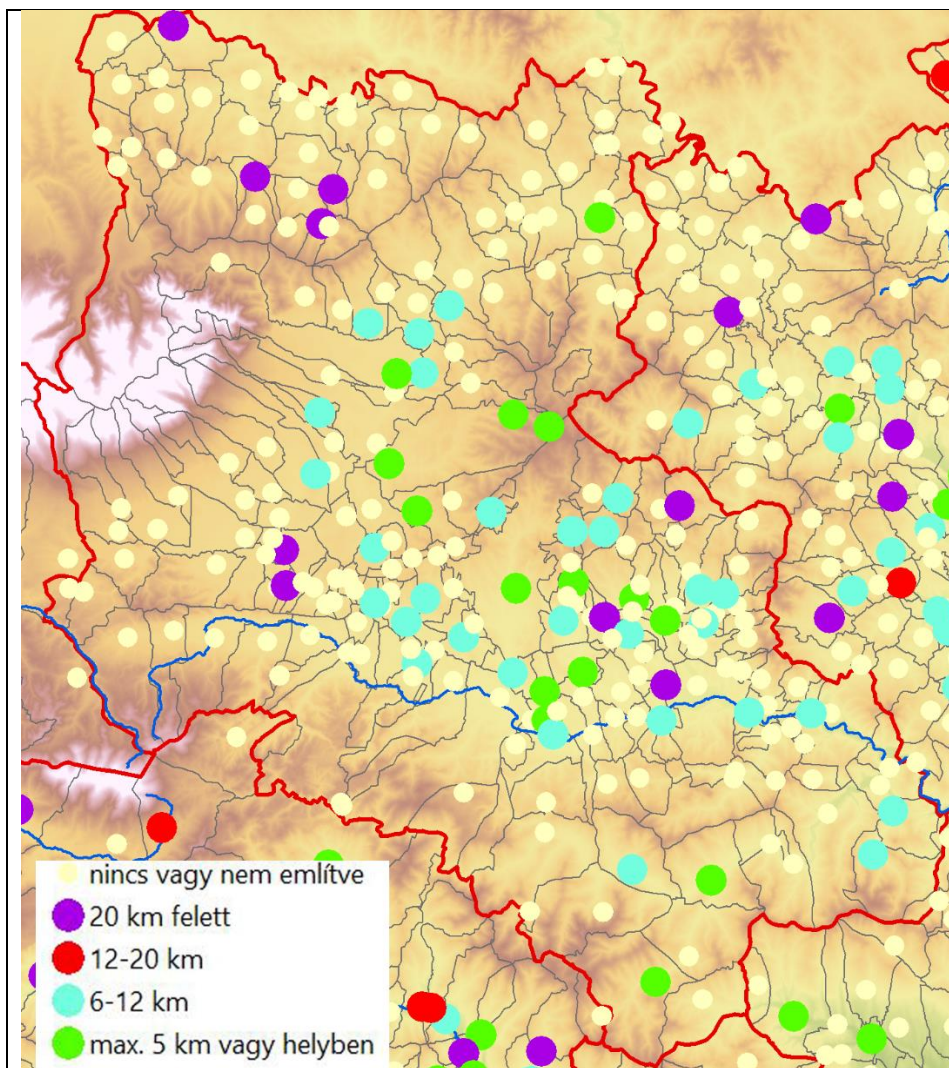 nincs vagy nem említve
20 km felett
12-20 km
6-12 km
max. 5 km vagy helyben